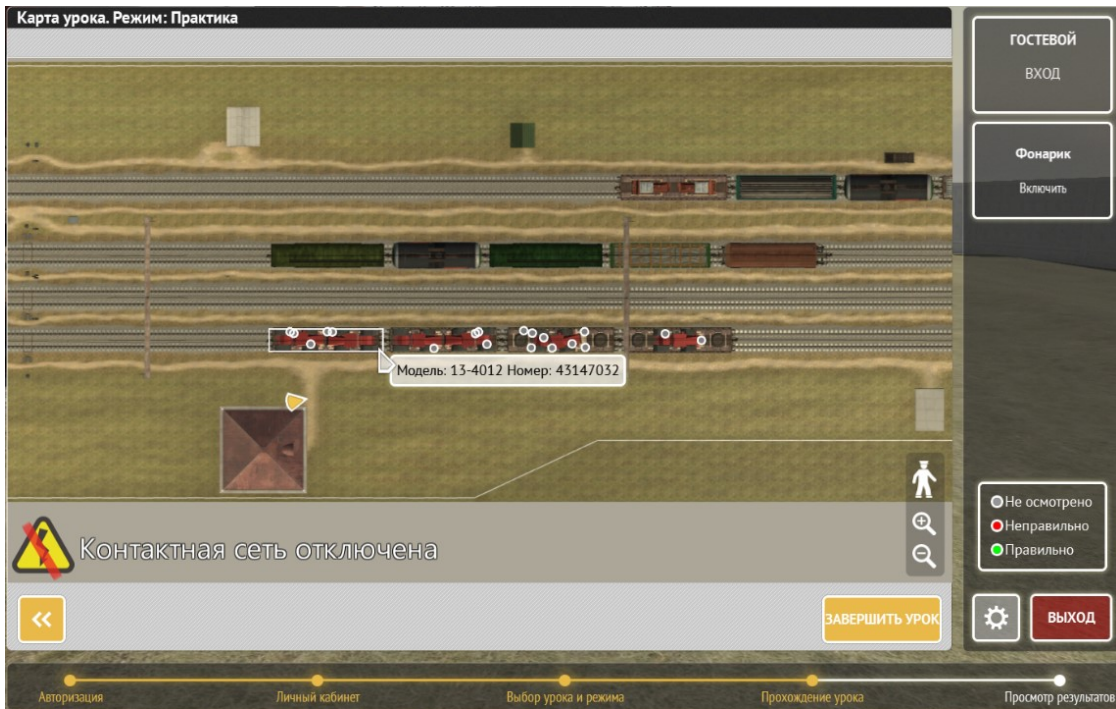 Карта урока. Режим: Практика
ГОСТЕВОЙ
ВХОД
Фонарик
Включить
Модель: 13-4012 Номер: 43147032
Контактная сеть отключена
Не осмотрено
Неправильно
Правильно
ЗАВЕРШИТЬ УРОК
ВЫХОД
Авторизация
Личный кабинет
Выбор урока и режима
Прохождение урока
Просмотр результатов